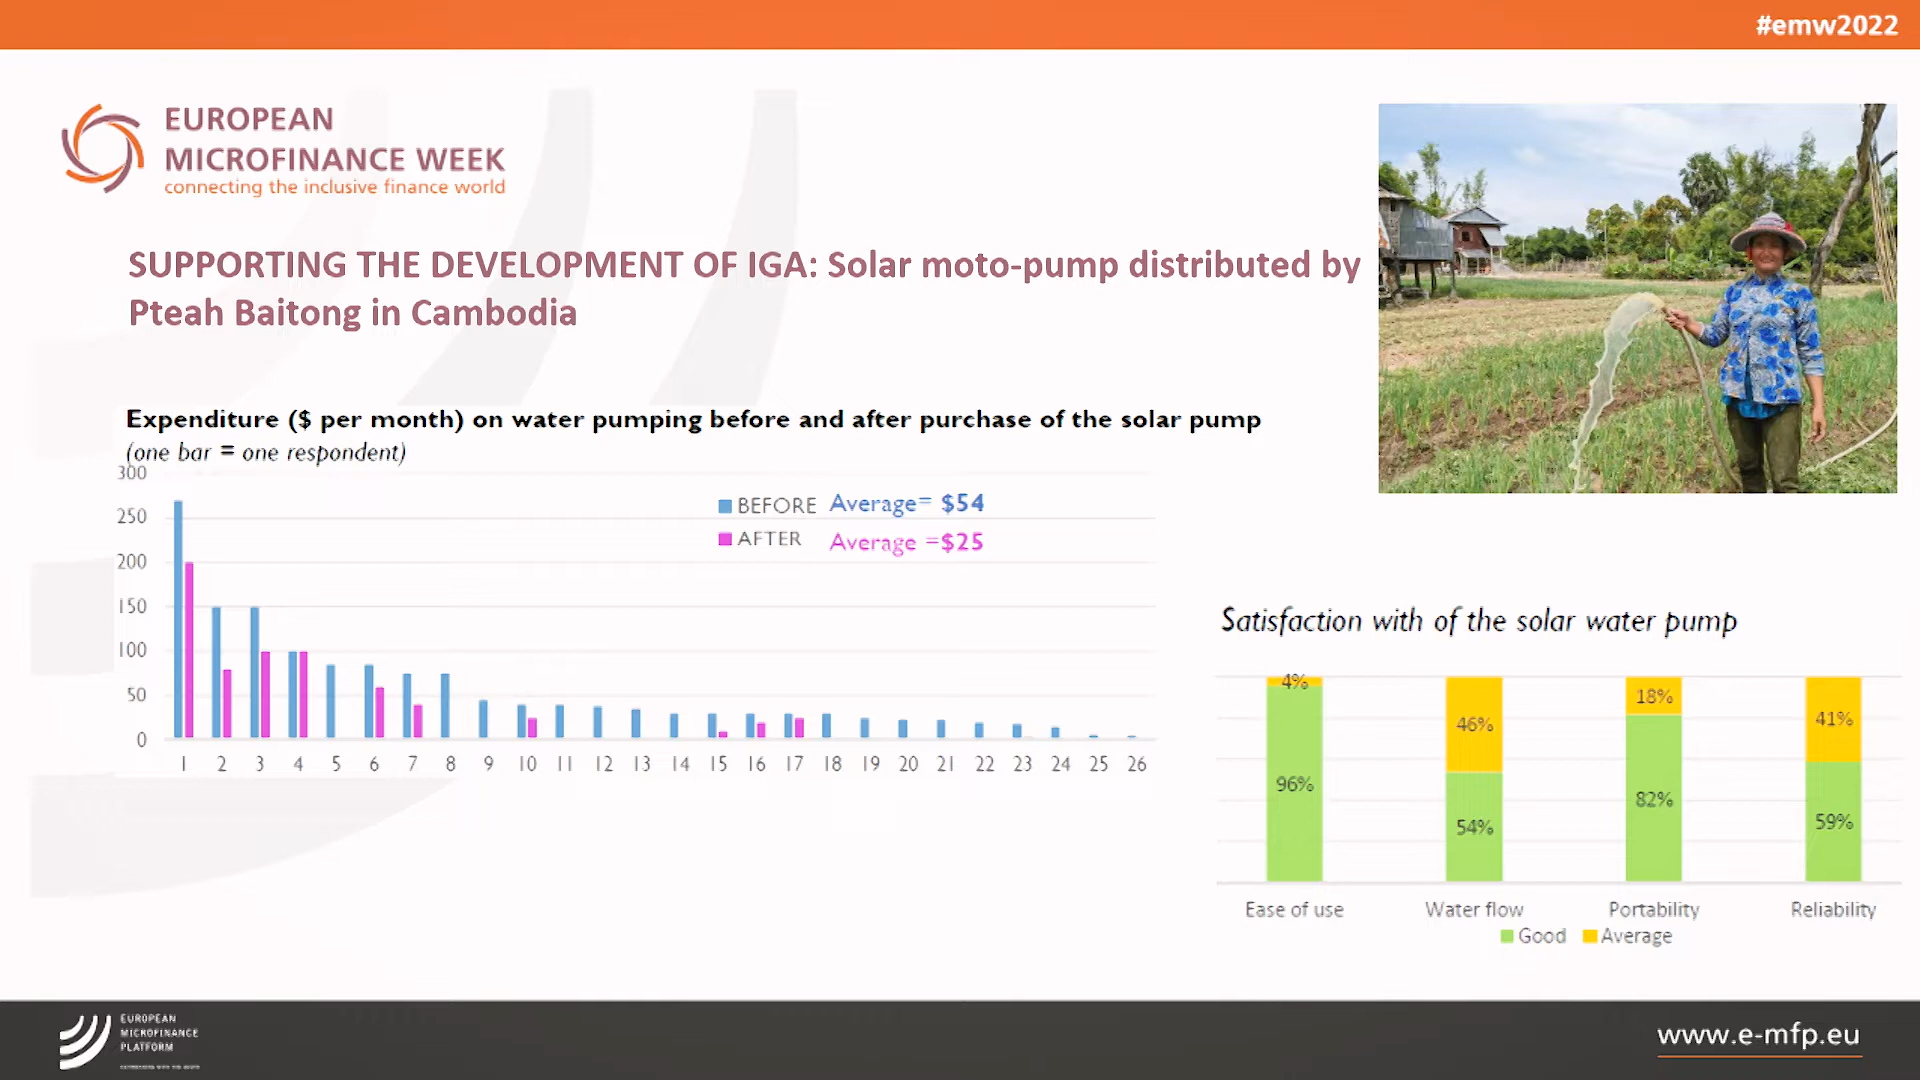 #emw2022
EUROPEAN
MICROFINANCE WEEK
connecting the inclusive finance world
SUPPORTING THE DEVELOPMENT OF IGA: Solar moto-pump distributed by
Pteah Baitong in Cambodia
Expenditure ($ per month) on water pumping before and after purchase of the solar pump
(one bar = one respondent)
300
250
200
150
100
50
0
BEFORE Average= $54
AFTER Average =$25
1 2 3 4 5 6 7 8 9 10 11 12 13 14 15 16 17 18 19 20 21 22 23 24 25 26
Satisfaction with of the solar water pump
4% 46% 18% 41%
96% 54% 82% 59%
Ease of use Water flow Portability Reliability
Good Average
EUROPEAN
MICROFINANCE
PLATFORM
www.e-mfp.eu